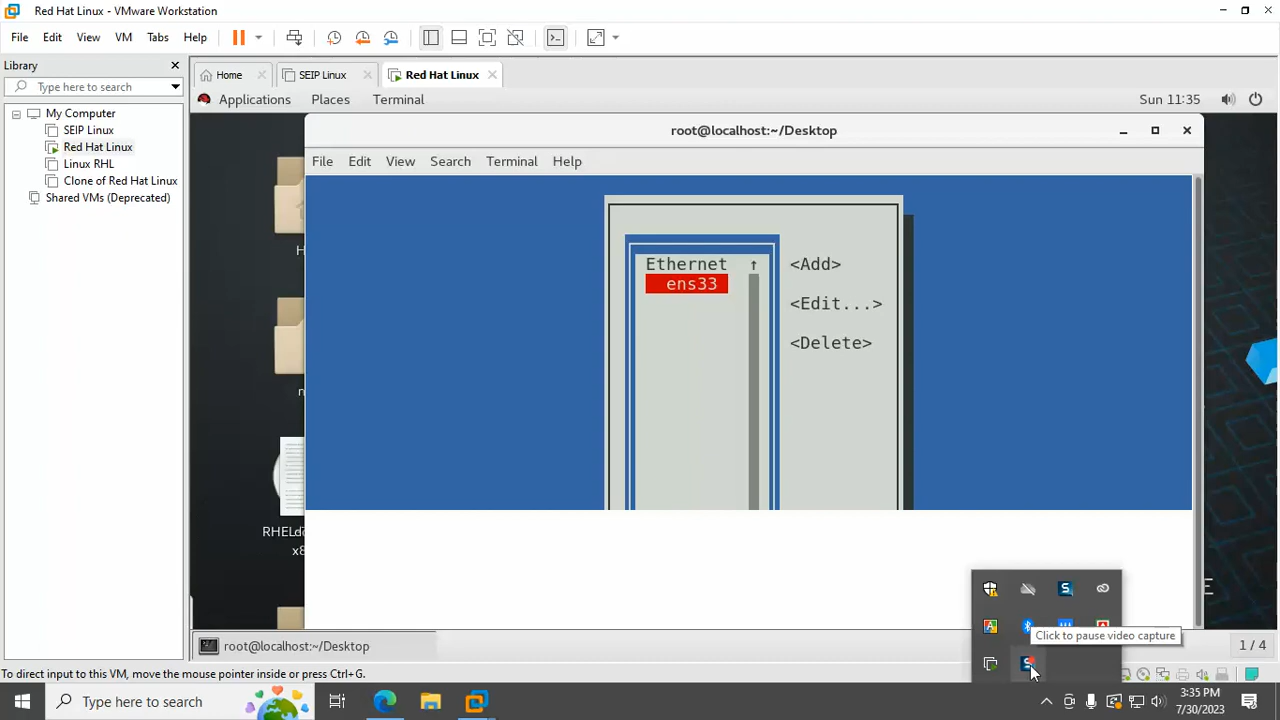 Red Hat Linux - VMware Workstation
File Edit View VM Tabs Help
Library
Type here to search
My Computer
SEIP Linux
Red Hat Linux
Linux RHL
Clone of Red Hat Linux
Shared VMs (Deprecated)
Home SEIP Linux Red Hat Linux
Applications Places Terminal Sun 11:35
root@localhost:~/Desktop
File Edit View Search Terminal Help
Ethernet ↑ <Add>
ens33
<Edit...>
<Delete>
H
n
RHEL
x8
E
Click to pause video capture
root@localhost:~/Desktop 1 / 4
To direct input to this VM, move the mouse pointer inside or press Ctrl+G.
Type here to search
3:35 PM
7/30/2023